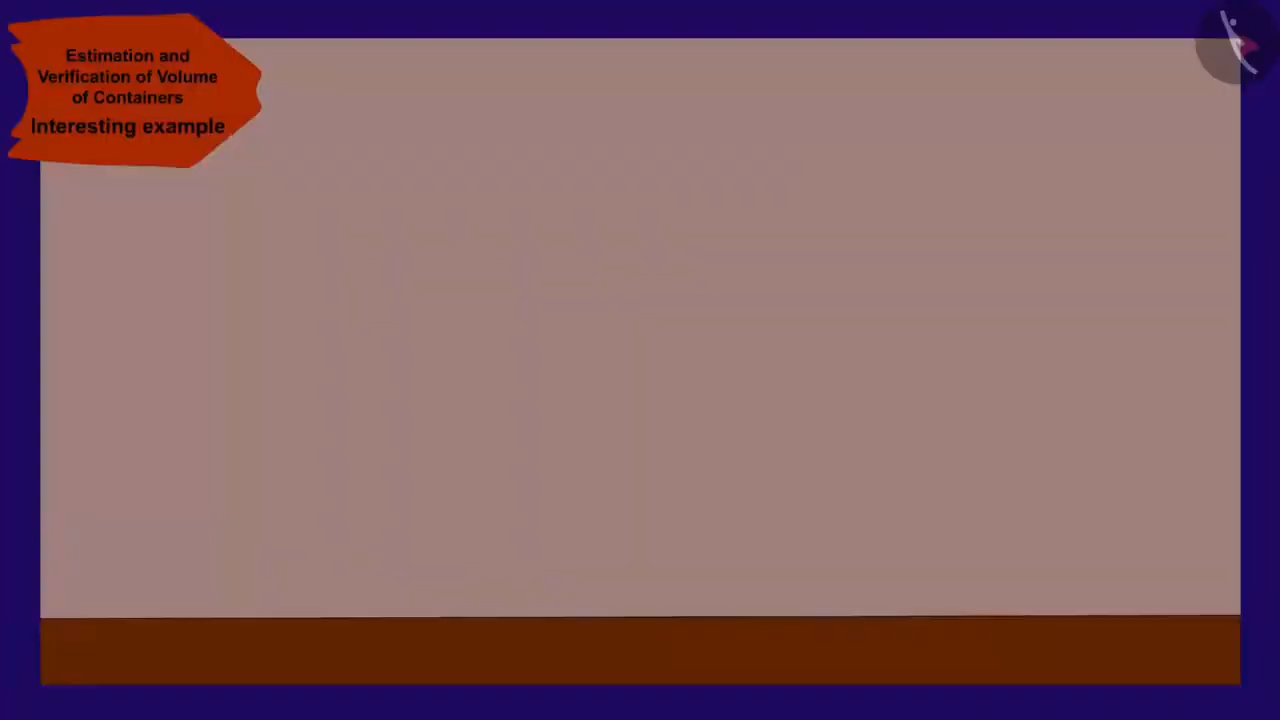 Estimation and
Verification of Volume
of Containers
Interesting example